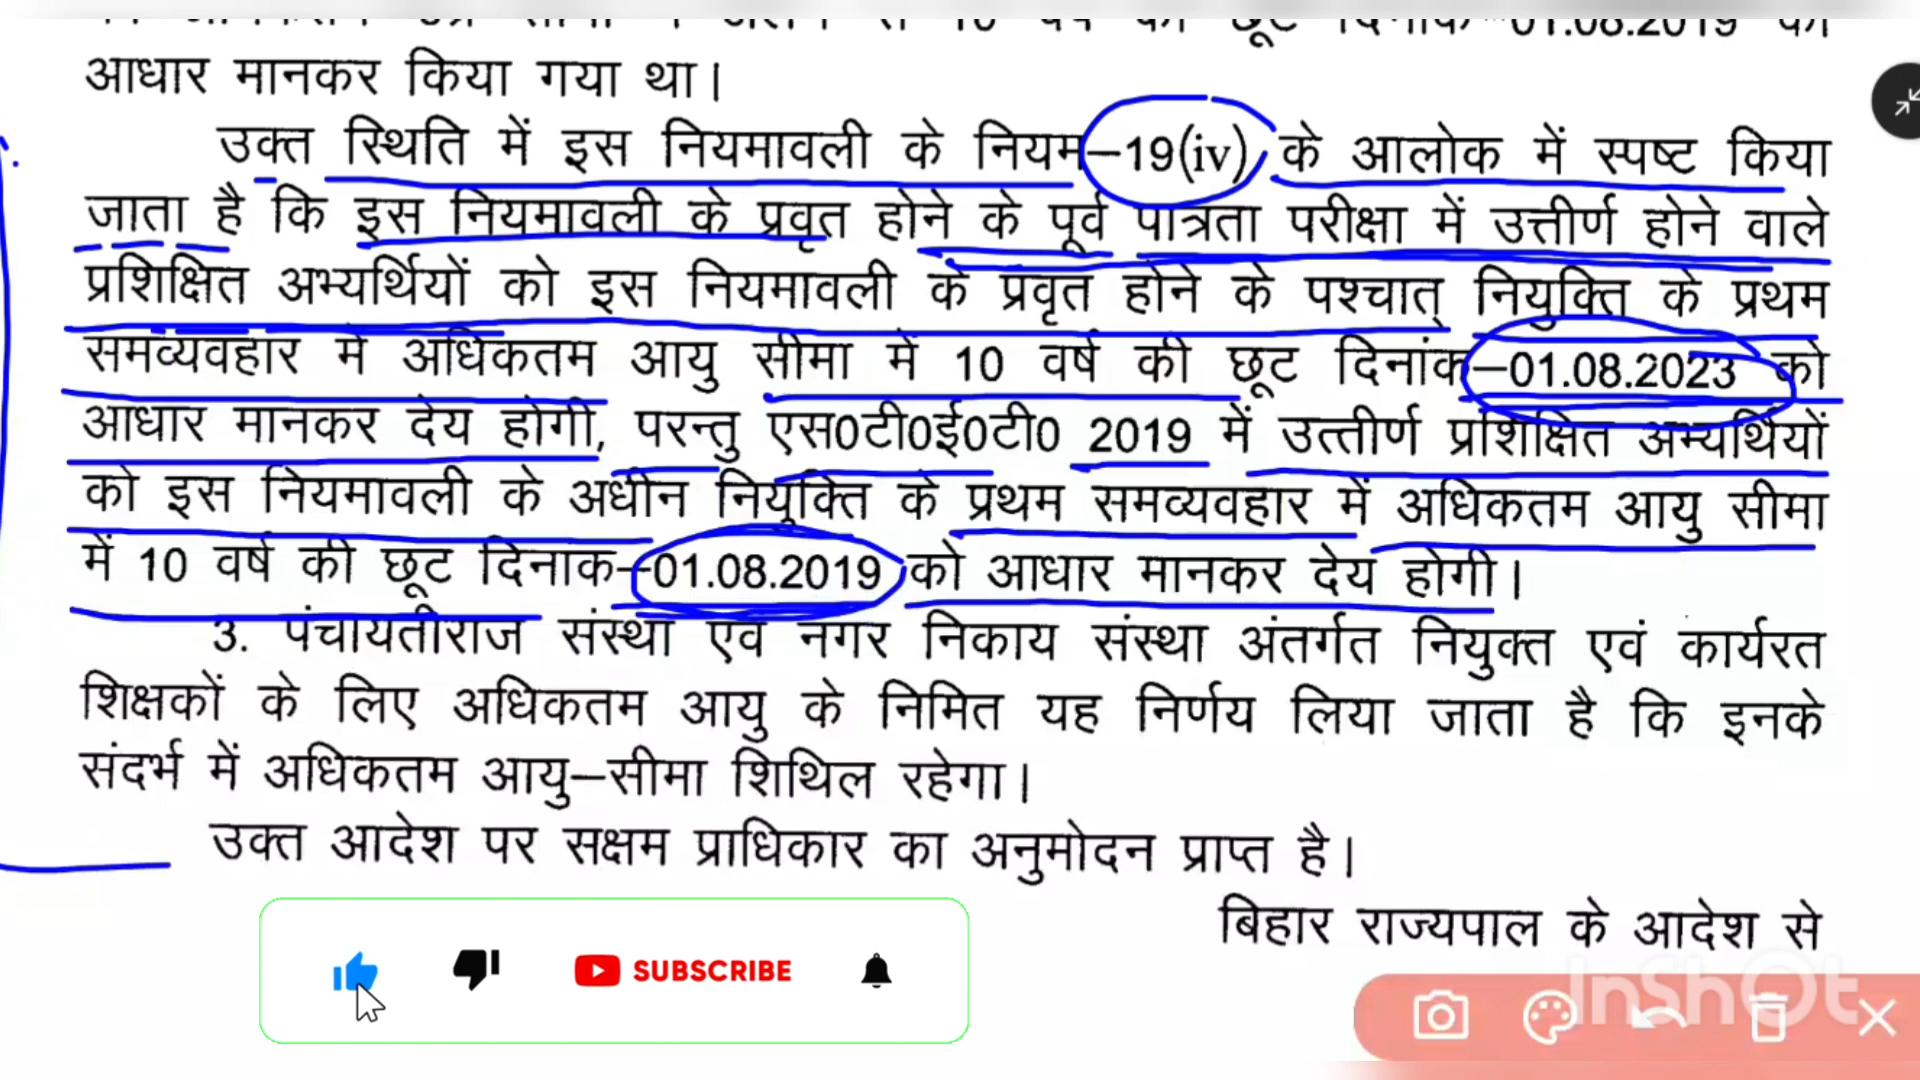 01.08.2019 को
आधार मानकर किया गया था।
उक्त स्थिति में इस नियमावली के नियम–19(iv) के आलोक में स्पष्ट किया
जाता है कि इस नियमावली के प्रवृत होने के पूर्व पात्रता परीक्षा में उत्तीर्ण होने वाले
प्रशिक्षित अभ्यर्थियों को इस नियमावली के प्रवृत होने के पश्चात् नियुक्ति के प्रथम
समव्यवहार में अधिकतम आयु सीमा में 10 वर्ष की छूट दिनांक–01.08.2023 को
आधार मानकर देय होगी, परन्तु एस0टी0ई0टी0 2019 में उत्तीर्ण प्रशिक्षित अभ्यर्थियों
को इस नियमावली के अधीन नियुक्ति के प्रथम समव्यवहार में अधिकतम आयु सीमा
में 10 वर्ष की छूट दिनाक–01.08.2019 को आधार मानकर देय होगी।
3. पंचायतीराज संस्था एवं नगर निकाय संस्था अंतर्गत नियुक्त एवं कार्यरत
शिक्षकों के लिए अधिकतम आयु के निमित यह निर्णय लिया जाता है कि इनके
संदर्भ में अधिकतम आयु–सीमा शिथिल रहेगा।
उक्त आदेश पर सक्षम प्राधिकार का अनुमोदन प्राप्त है।
बिहार राज्यपाल के आदेश से
SUBSCRIBE
InShOt